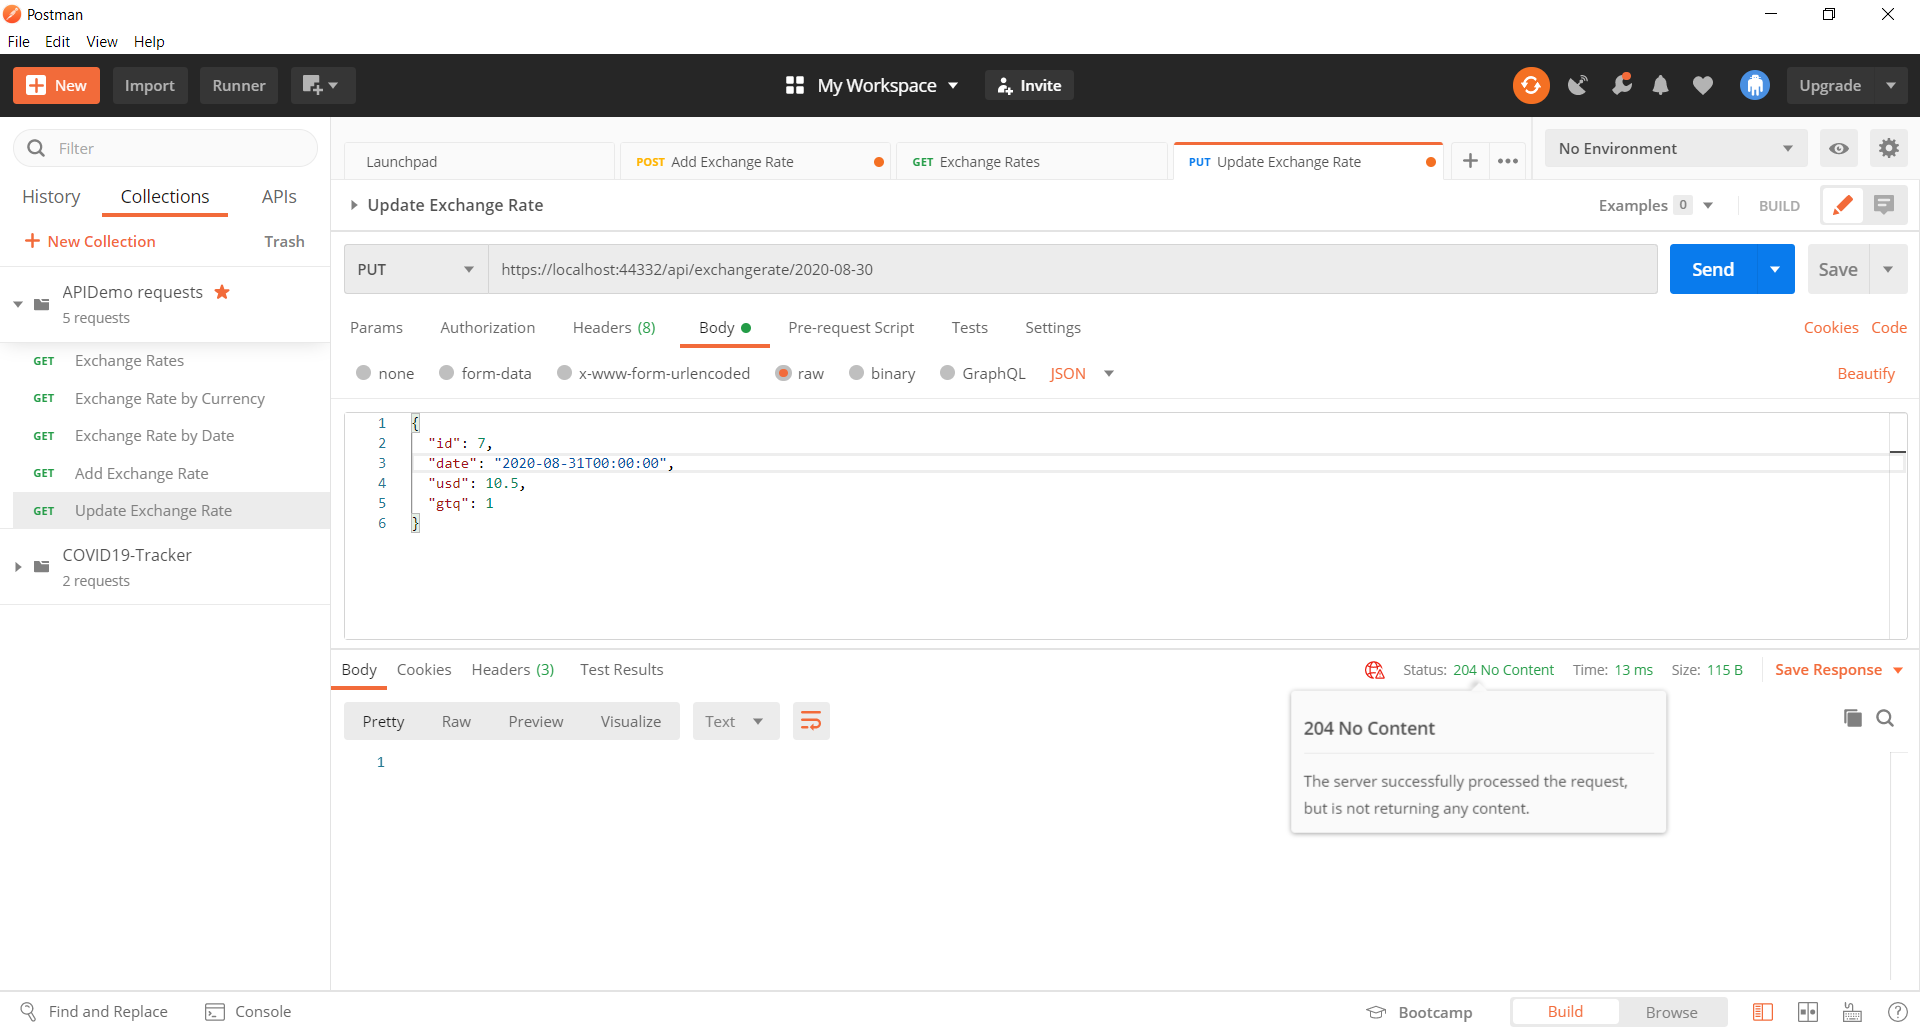 Postman
File Edit View Help
New Import Runner My Workspace Invite Upgrade
Filter
History Collections APIs
New Collection Trash
APIDemo requests
5 requests
GET Exchange Rates
GET Exchange Rate by Currency
GET Exchange Rate by Date
GET Add Exchange Rate
GET Update Exchange Rate
COVID19-Tracker
2 requests
Launchpad POST Add Exchange Rate GET Exchange Rates PUT Update Exchange Rate No Environment
Update Exchange Rate Examples 0 BUILD
PUT https://localhost:44332/api/exchangerate/2020-08-30 Send Save
Params Authorization Headers (8) Body Pre-request Script Tests Settings Cookies Code
none form-data x-www-form-urlencoded raw binary GraphQL JSON Beautify
1 {
2 "id": 7,
3 "date": "2020-08-31T00:00:00",
4 "usd": 10.5,
5 "gtq": 1
6 }
Body Cookies Headers (3) Test Results Status: 204 No Content Time: 13 ms Size: 115 B Save Response
Pretty Raw Preview Visualize Text
1
204 No Content
The server successfully processed the request,
but is not returning any content.
Find and Replace Console Bootcamp Build Browse